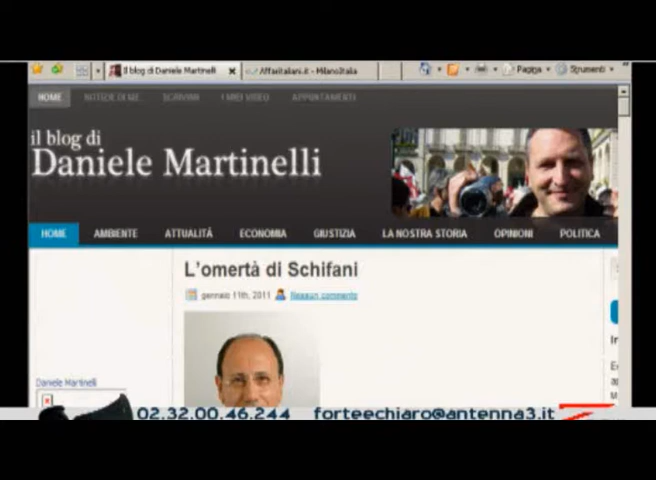 Il blog di Daniele Martinelli
Affaritaliani.it - MilanoItalia
Pagina
Strumenti
HOME
NOTIZIE DI ME
SCRIVIMI
I MIEI VIDEO
APPUNTAMENTI
il blog di
Daniele Martinelli
HOME
AMBIENTE
ATTUALITÀ
ECONOMIA
GIUSTIZIA
LA NOSTRA STORIA
OPINIONI
POLITICA
L'omertà di Schifani
gennaio 11th, 2011
Nessun commento
Daniele Martinelli
02.32.00.46.244
forteechiaro@antenna3.it